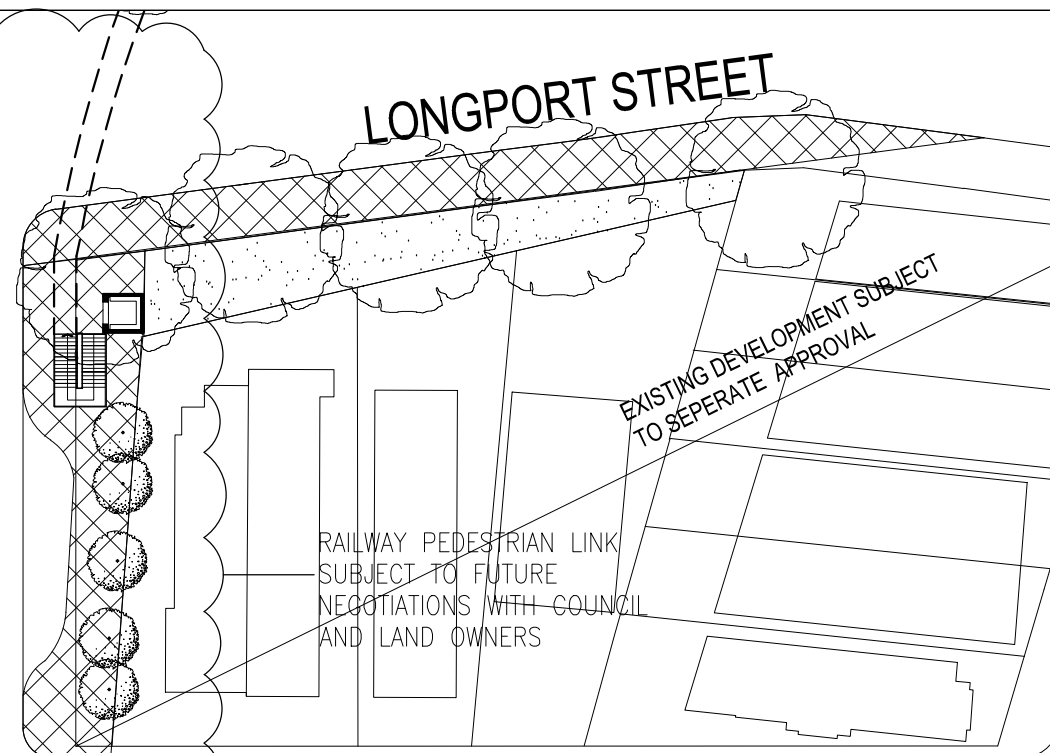 LONGPORT STREET
EXISTING DEVELOPMENT SUBJECT
TO SEPERATE APPROVAL
RAILWAY PEDESTRIAN LINK
SUBJECT TO FUTURE
NEGOTIATIONS WITH COUNCIL
AND LAND OWNERS